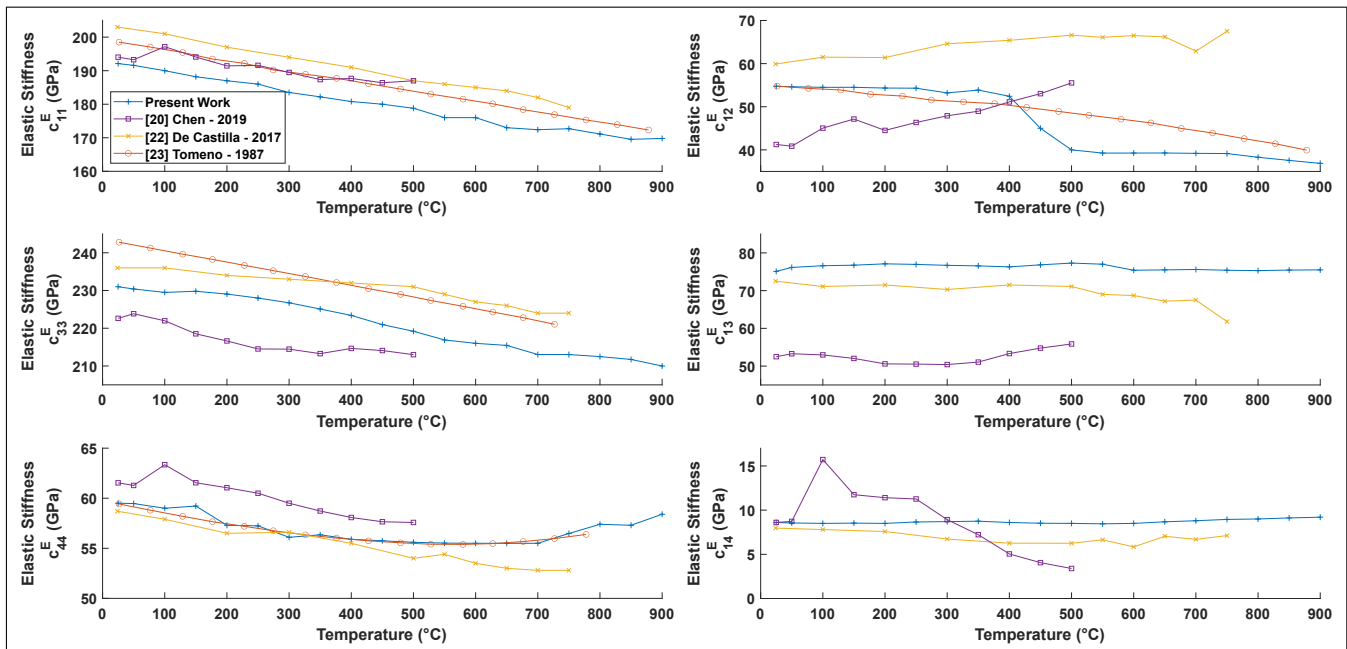 Elastic Stiffness
c₁₁ᴱ (GPa)
200
190
180
170
160
Present Work
[20] Chen - 2019
[22] De Castilla - 2017
[23] Tomeno - 1987
0 100 200 300 400 500 600 700 800 900
Temperature (°C)
Elastic Stiffness
c₁₂ᴱ (GPa)
70
60
50
40
0 100 200 300 400 500 600 700 800 900
Temperature (°C)
Elastic Stiffness
c₃₃ᴱ (GPa)
240
230
220
210
0 100 200 300 400 500 600 700 800 900
Temperature (°C)
Elastic Stiffness
c₁₃ᴱ (GPa)
80
70
60
50
0 100 200 300 400 500 600 700 800 900
Temperature (°C)
Elastic Stiffness
c₄₄ᴱ (GPa)
65
60
55
50
0 100 200 300 400 500 600 700 800 900
Temperature (°C)
Elastic Stiffness
c₁₄ᴱ (GPa)
15
10
5
0
0 100 200 300 400 500 600 700 800 900
Temperature (°C)